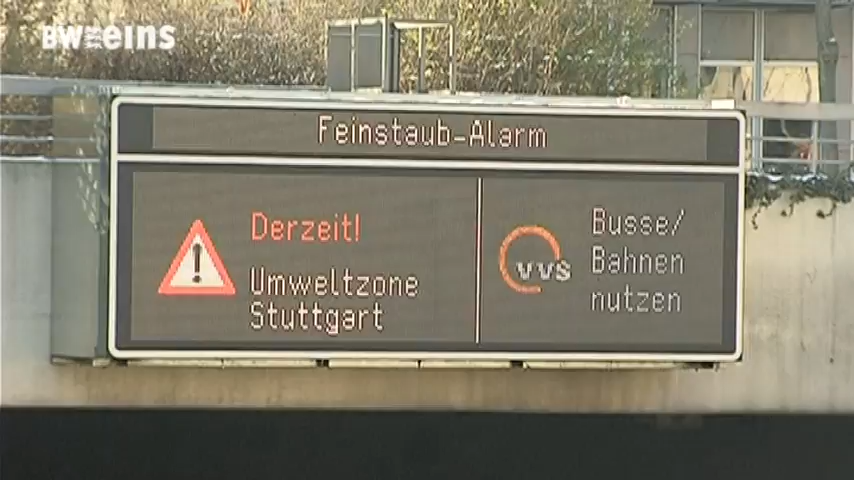 BW eins
Feinstaub-Alarm
Derzeit!
Umweltzone
Stuttgart
vvs
Busse/
Bahnen
nutzen